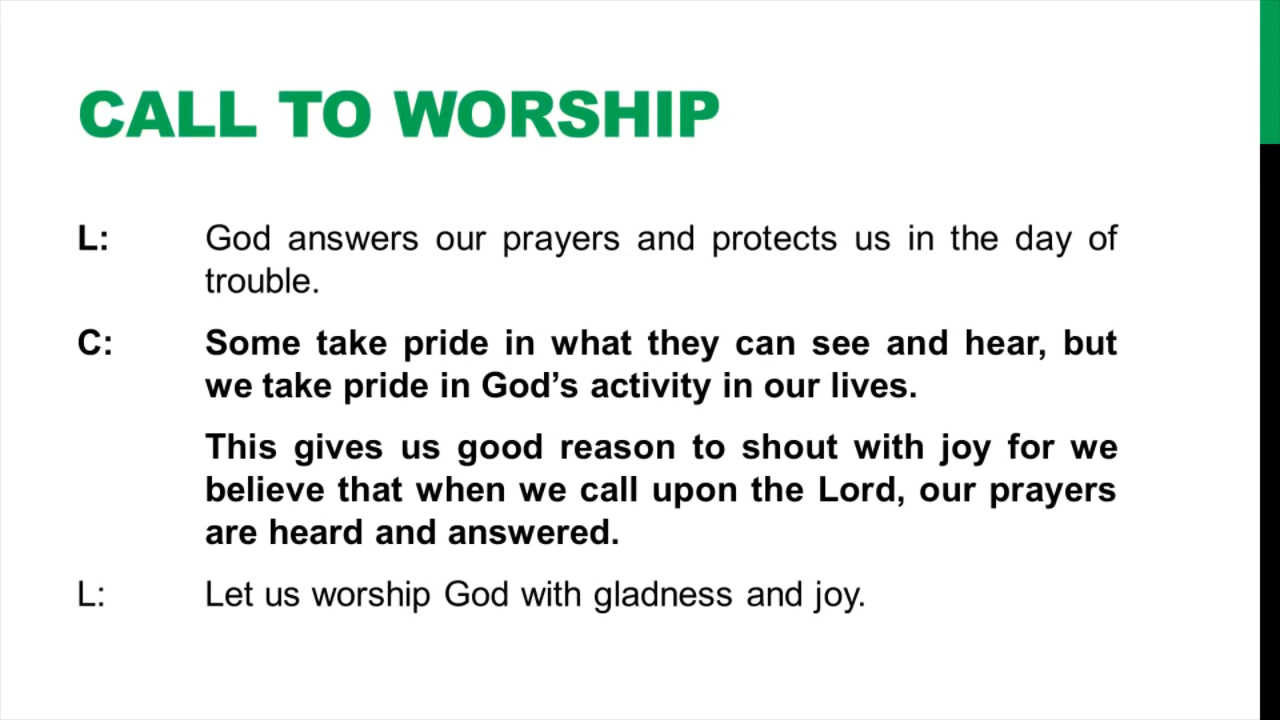 CALL TO WORSHIP
L: God answers our prayers and protects us in the day of
trouble.
C: Some take pride in what they can see and hear, but
we take pride in God’s activity in our lives.
This gives us good reason to shout with joy for we
believe that when we call upon the Lord, our prayers
are heard and answered.
L: Let us worship God with gladness and joy.